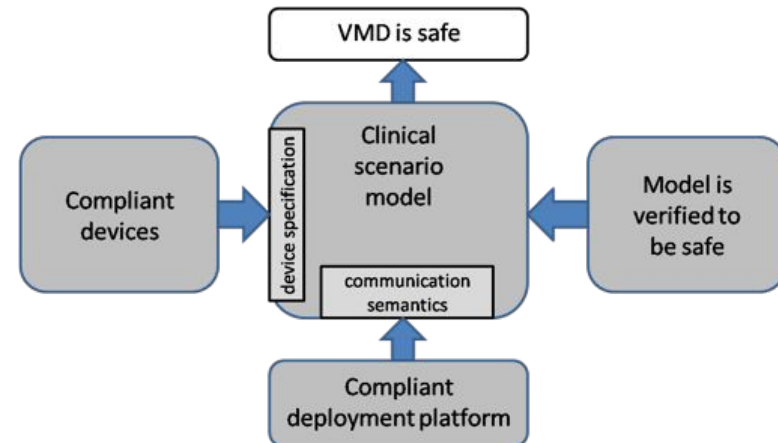 VMD is safe
Clinical
scenario
model
device specification
communication
semantics
Compliant
devices
Model is
verified to
be safe
Compliant
deployment platform